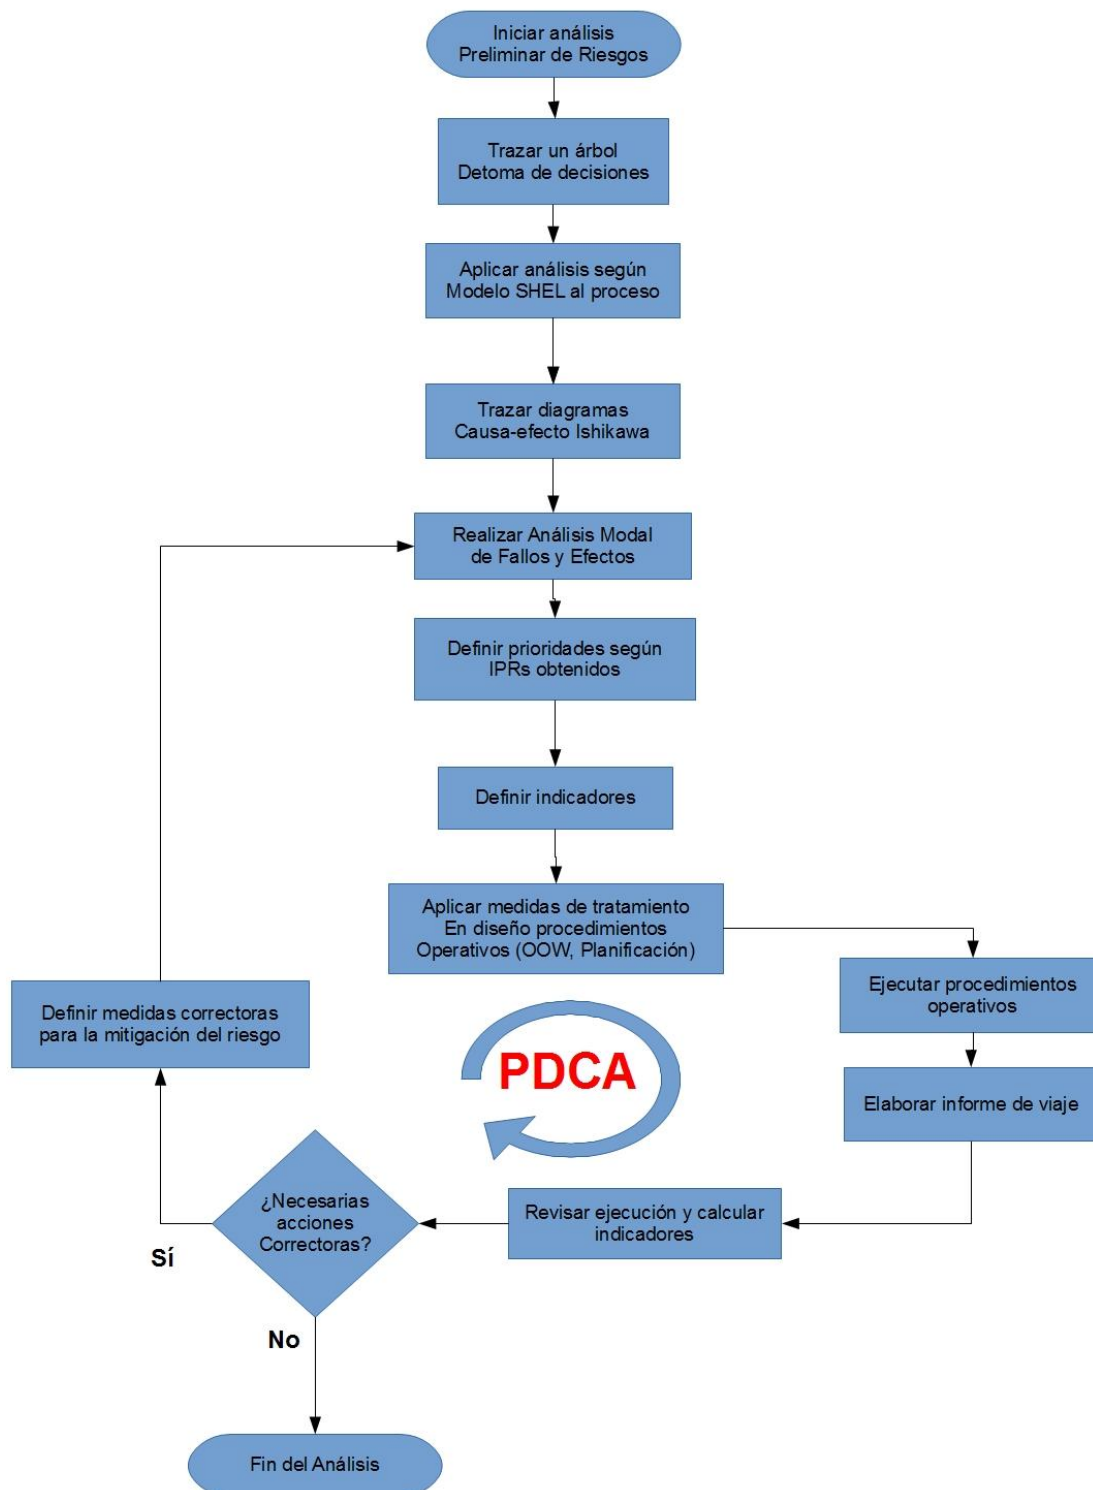 Iniciar análisis
Preliminar de Riesgos
Trazar un árbol
Detoma de decisiones
Aplicar análisis según
Modelo SHEL al proceso
Trazar diagramas
Causa-efecto Ishikawa
Realizar Análisis Modal
de Fallos y Efectos
Definir prioridades según
IPRs obtenidos
Definir indicadores
Aplicar medidas de tratamiento
En diseño procedimientos
Operativos (OOW, Planificación)
Ejecutar procedimientos
operativos
Elaborar informe de viaje
Revisar ejecución y calcular
indicadores
¿Necesarias
acciones
Correctoras?
Sí
Definir medidas correctoras
para la mitigación del riesgo
PDCA
No
Fin del Análisis